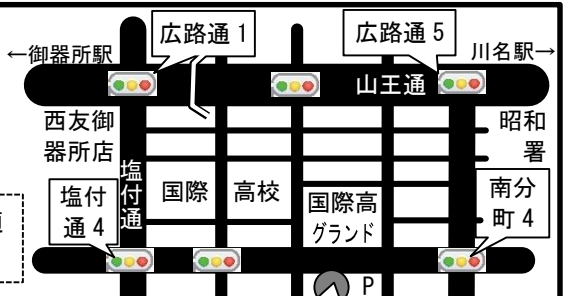 広路通1
広路通5
←御器所駅
川名駅→
山王通
西友御
器所店
昭和
署
塩付通
国際
高校
国際高
グランド
塩付
通4
南分
町4
P